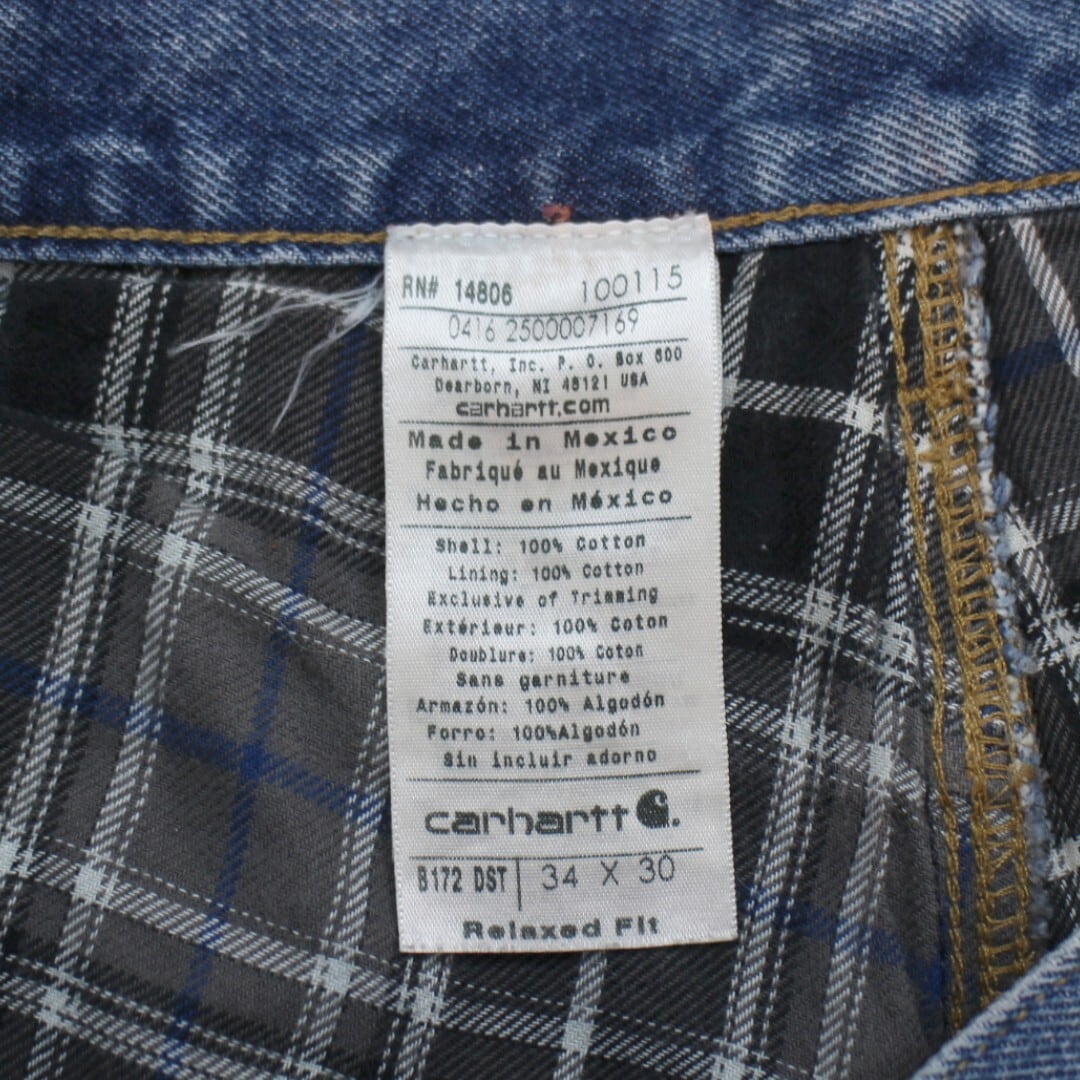 RN# 14806 100115
0416 2500007169
Carhartt, Inc. P. O. Box 600
Dearborn, MI 48121 USA
carhartt.com
Made in Mexico
Fabriqué au Mexique
Hecho en México
Shell: 100% Cotton
Lining: 100% Cotton
Exclusive of Trimming
Extérieur: 100% Coton
Doublure: 100% Coton
Sans garniture
Armazón: 100% Algodón
Forro: 100%Algodón
Sin incluir adorno
carhartt
B172 DST 34 X 30
Relaxed Fit